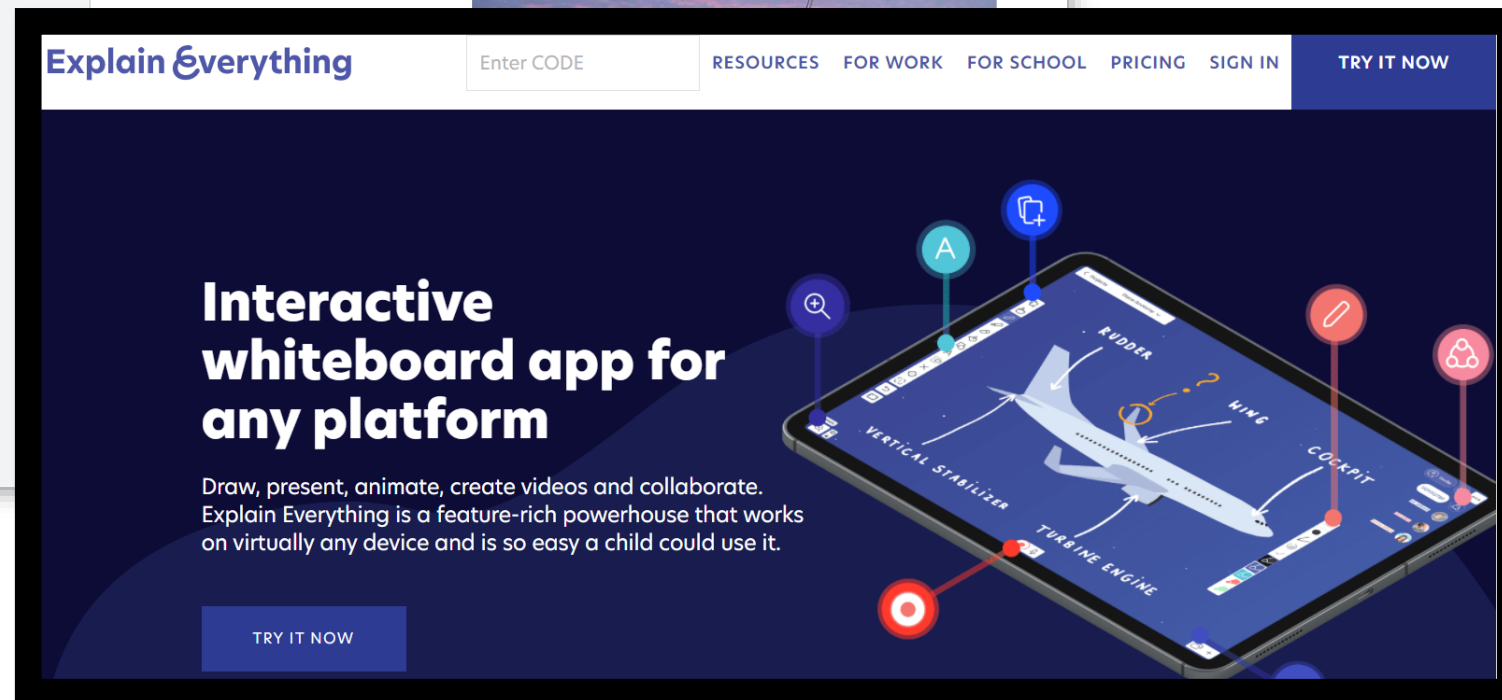 Explain Everything
Enter CODE
RESOURCES
FOR WORK
FOR SCHOOL
PRICING
SIGN IN
TRY IT NOW
Interactive
whiteboard app for
any platform
Draw, present, animate, create videos and collaborate.
Explain Everything is a feature-rich powerhouse that works
on virtually any device and is so easy a child could use it.
TRY IT NOW
A
RUDDER
?
WING
COCKPIT
VERTICAL STABILIZER
TURBINE ENGINE